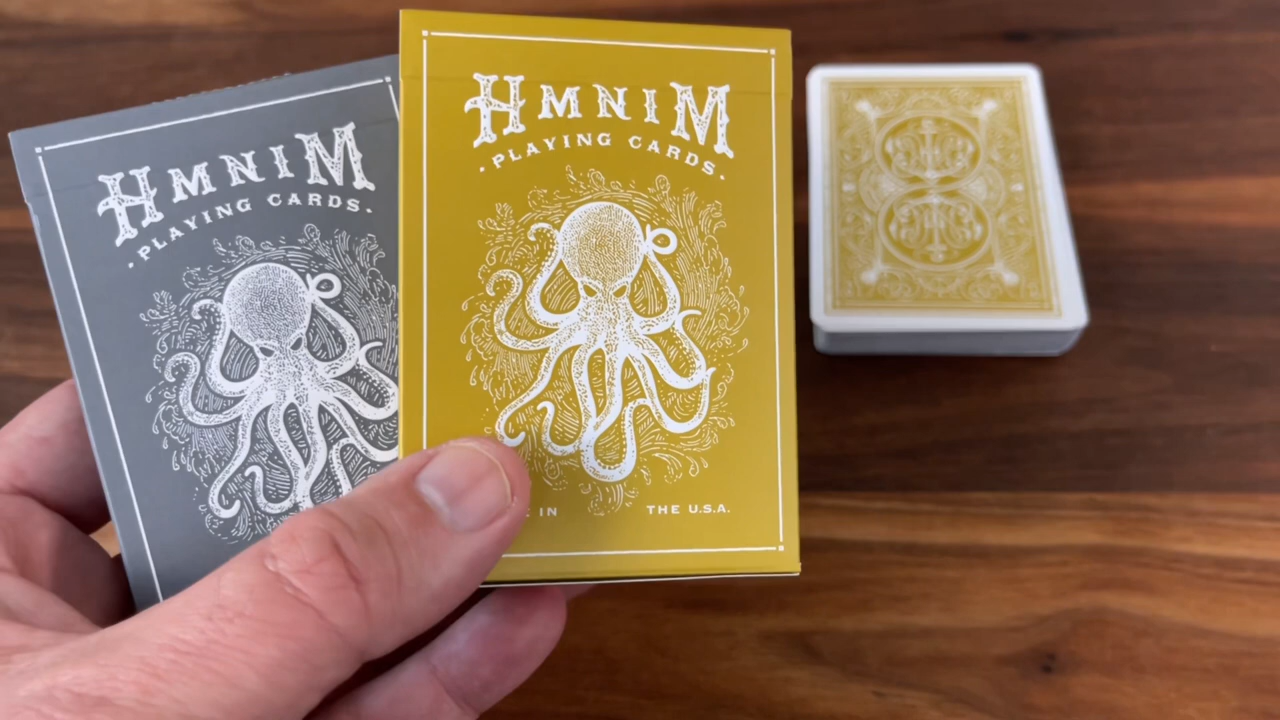 HMNIM
·PLAYING CARDS·
HMNIM
·PLAYING CARDS·
IN THE U.S.A.